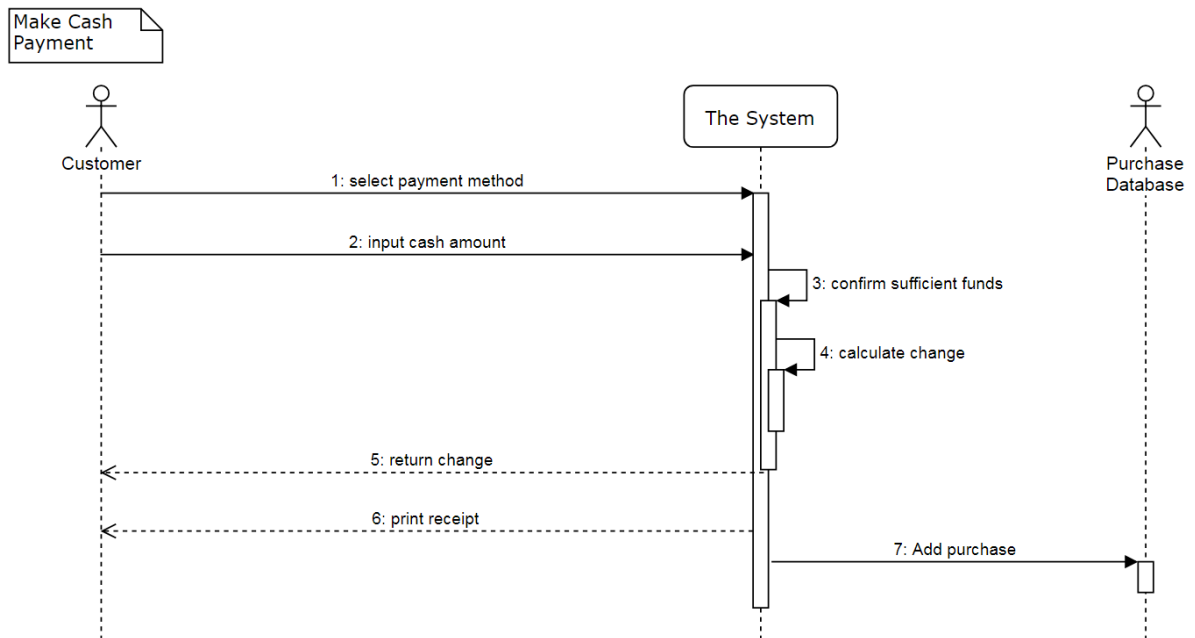 Make Cash
Payment
Customer
The System
Purchase
Database
1: select payment method
2: input cash amount
3: confirm sufficient funds
4: calculate change
5: return change
6: print receipt
7: Add purchase